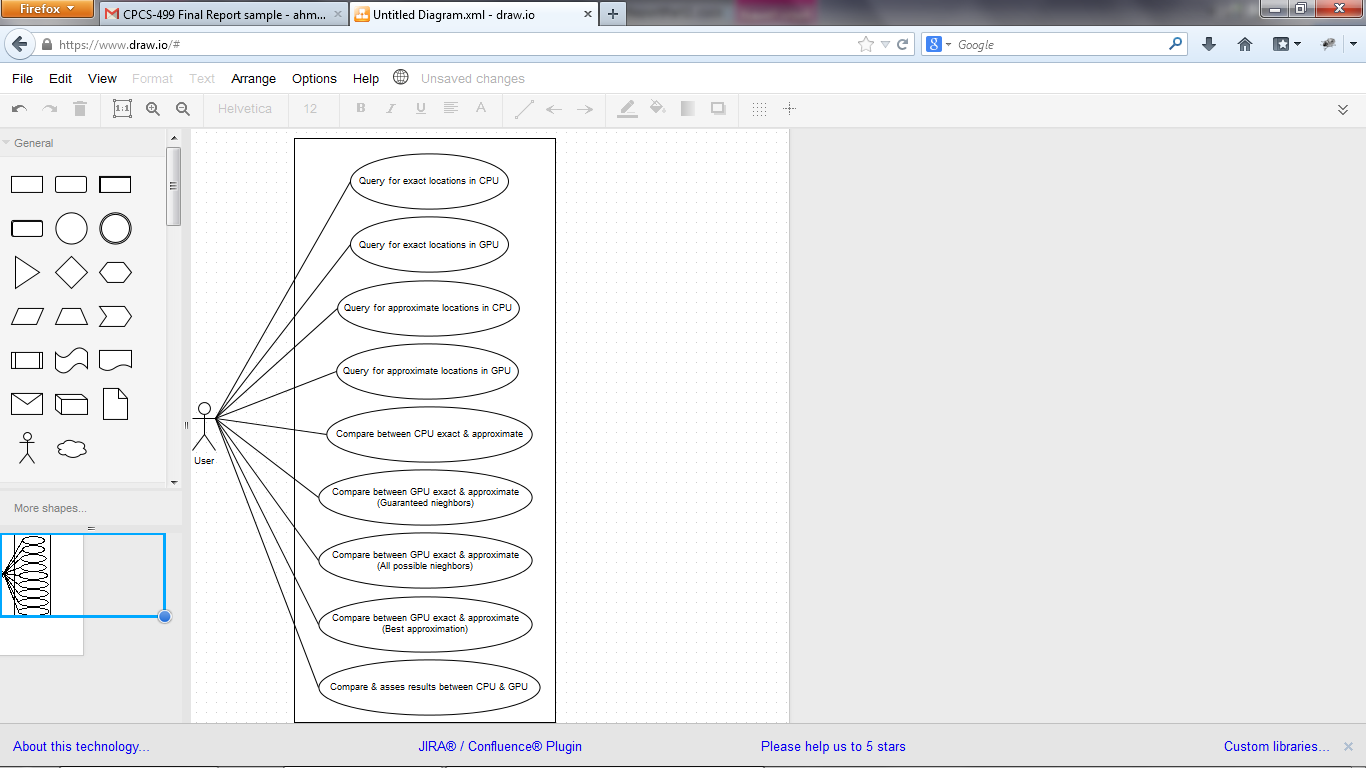 Firefox
CPCS-499 Final Report sample - ahm...
Untitled Diagram.xml - draw.io
https://www.draw.io/#
Google
File Edit View Format Text Arrange Options Help Unsaved changes
1:1 Helvetica 12 B I U A
General
Query for exact locations in CPU
Query for exact locations in GPU
Query for approximate locations in CPU
Query for approximate locations in GPU
Compare between CPU exact & approximate
User
Compare between GPU exact & approximate
(Guaranteed nieghbors)
Compare between GPU exact & approximate
(All possible nieghbors)
Compare between GPU exact & approximate
(Best approximation)
Compare & asses results between CPU & GPU
More shapes...
About this technology... JIRA® / Confluence® Plugin Please help us to 5 stars Custom libraries...